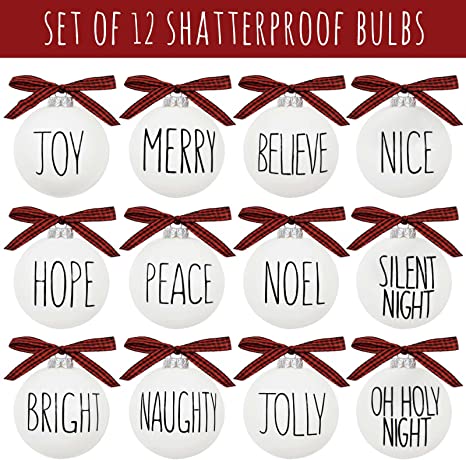 SET OF 12 SHATTERPROOF BULBS
JOY
MERRY
BELIEVE
NICE
HOPE
PEACE
NOEL
SILENT
NIGHT
BRIGHT
NAUGHTY
JOLLY
OH HOLY
NIGHT